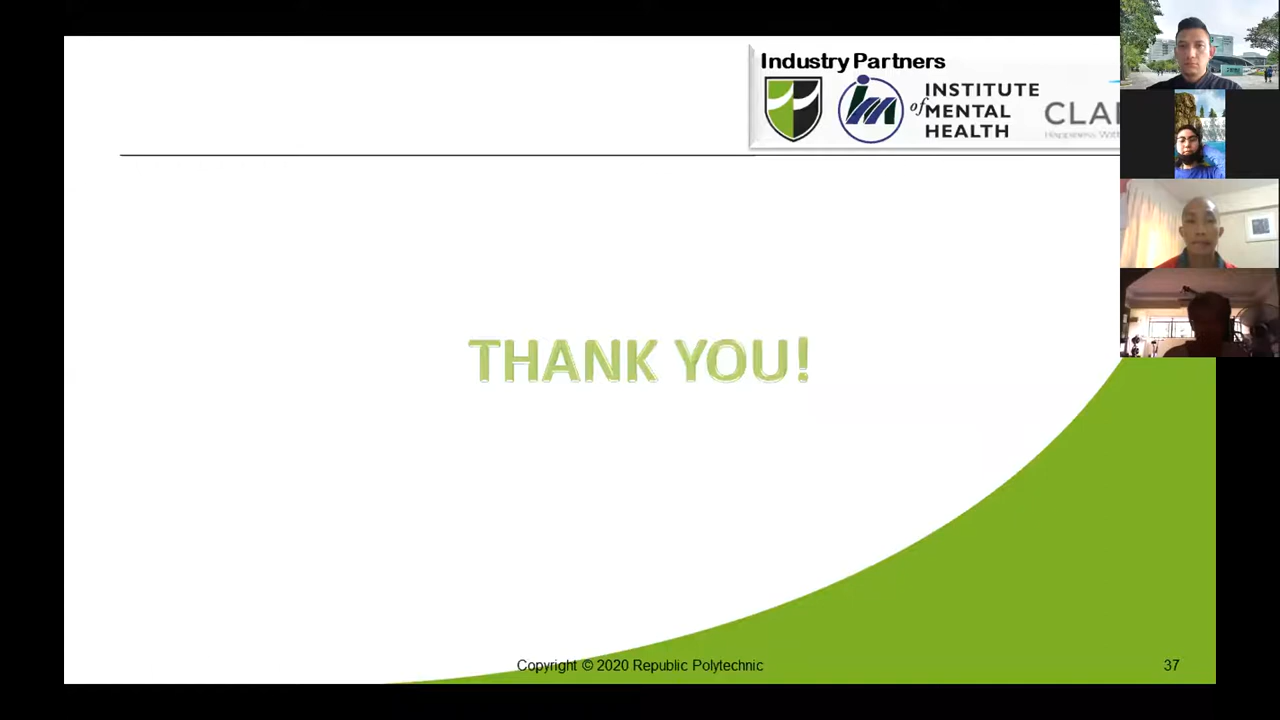 Industry Partners
INSTITUTE
of MENTAL
HEALTH
THANK YOU!
Copyright © 2020 Republic Polytechnic
37